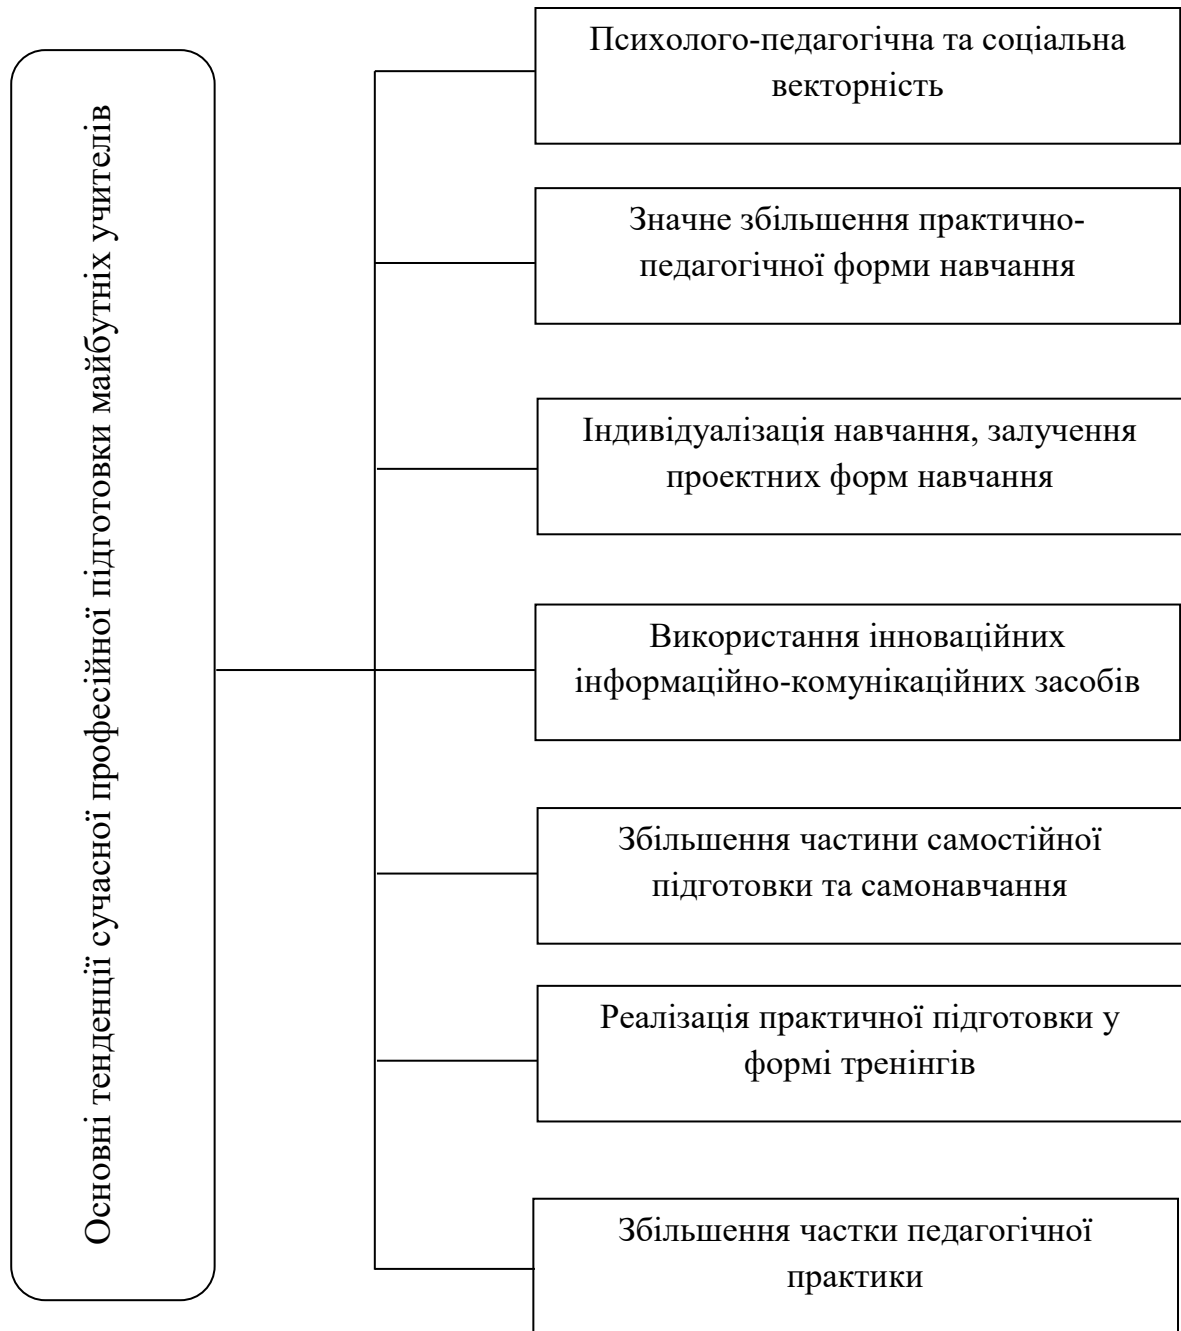 Основні тенденції сучасної професійної підготовки майбутніх учителів
Психолого-педагогічна та соціальна
векторність
Значне збільшення практично-
педагогічної форми навчання
Індивідуалізація навчання, залучення
проектних форм навчання
Використання інноваційних
інформаційно-комунікаційних засобів
Збільшення частини самостійної
підготовки та самонавчання
Реалізація практичної підготовки у
формі тренінгів
Збільшення частки педагогічної
практики